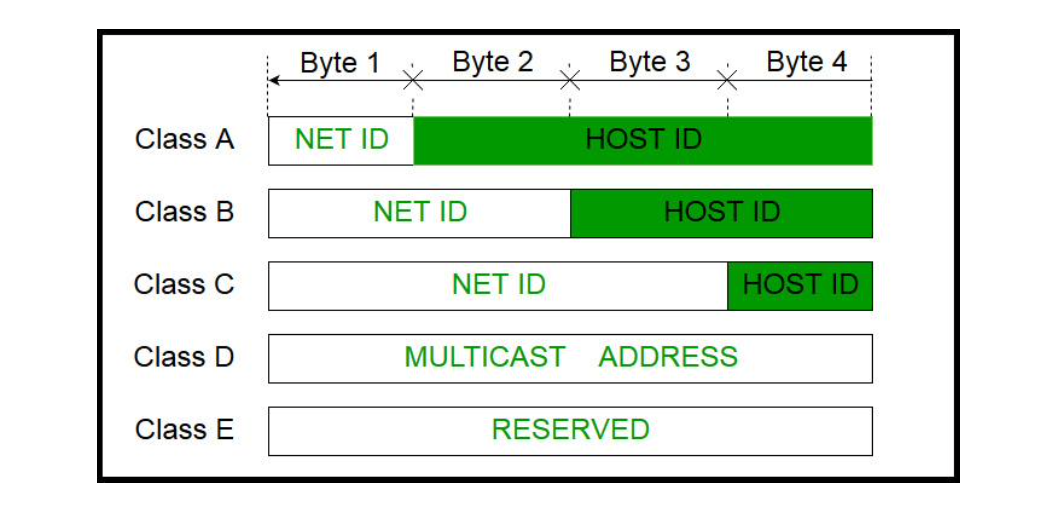 Byte 1 Byte 2 Byte 3 Byte 4
Class A NET ID HOST ID
Class B NET ID HOST ID
Class C NET ID HOST ID
Class D MULTICAST ADDRESS
Class E RESERVED